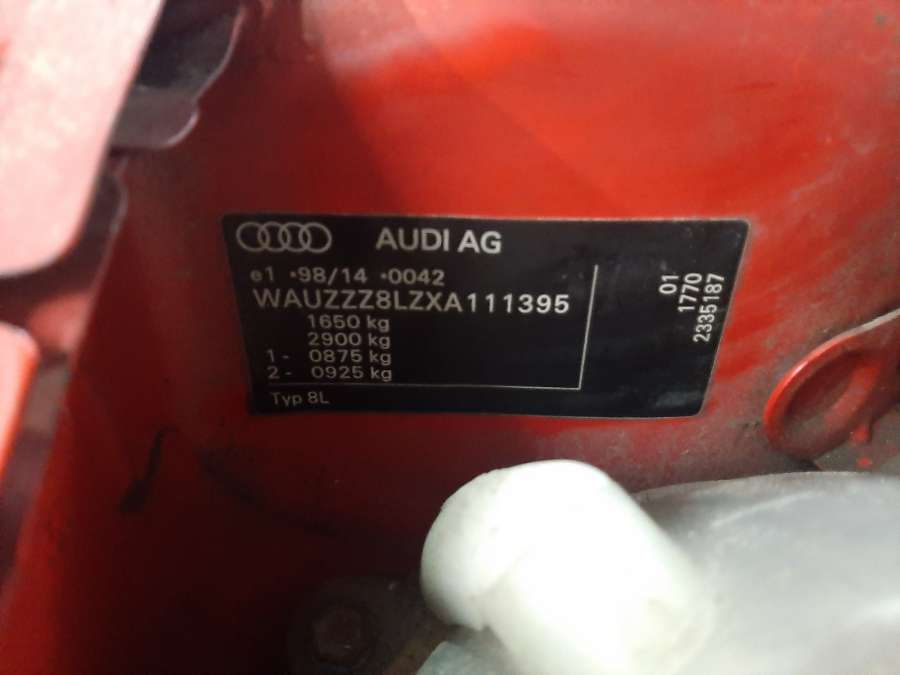 AUDI AG
e1 *98/14 *0042
WAUZZZ8LZXA111395
1650 kg
2900 kg
1- 0875 kg
2- 0925 kg
Typ 8L
01
1770
2335187